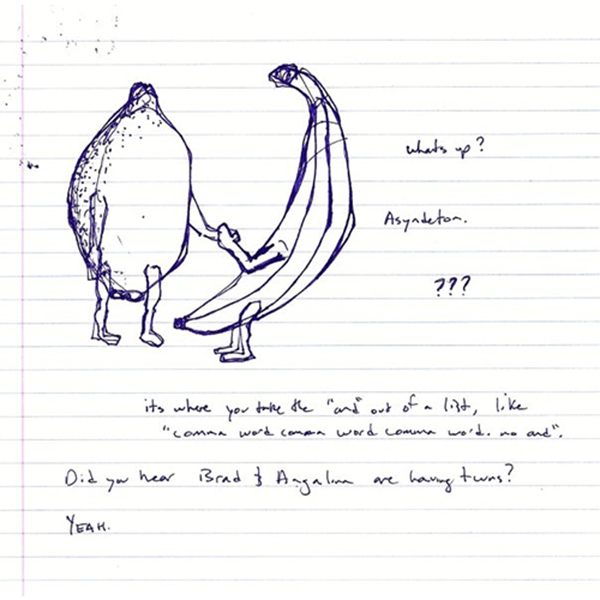 whats up?
Asyndeton.
???
its where you take the "and" out of a list, like
"comma word comma word comma word. no and".
Did you hear Brad & Angalina are having twins?
YEAH.